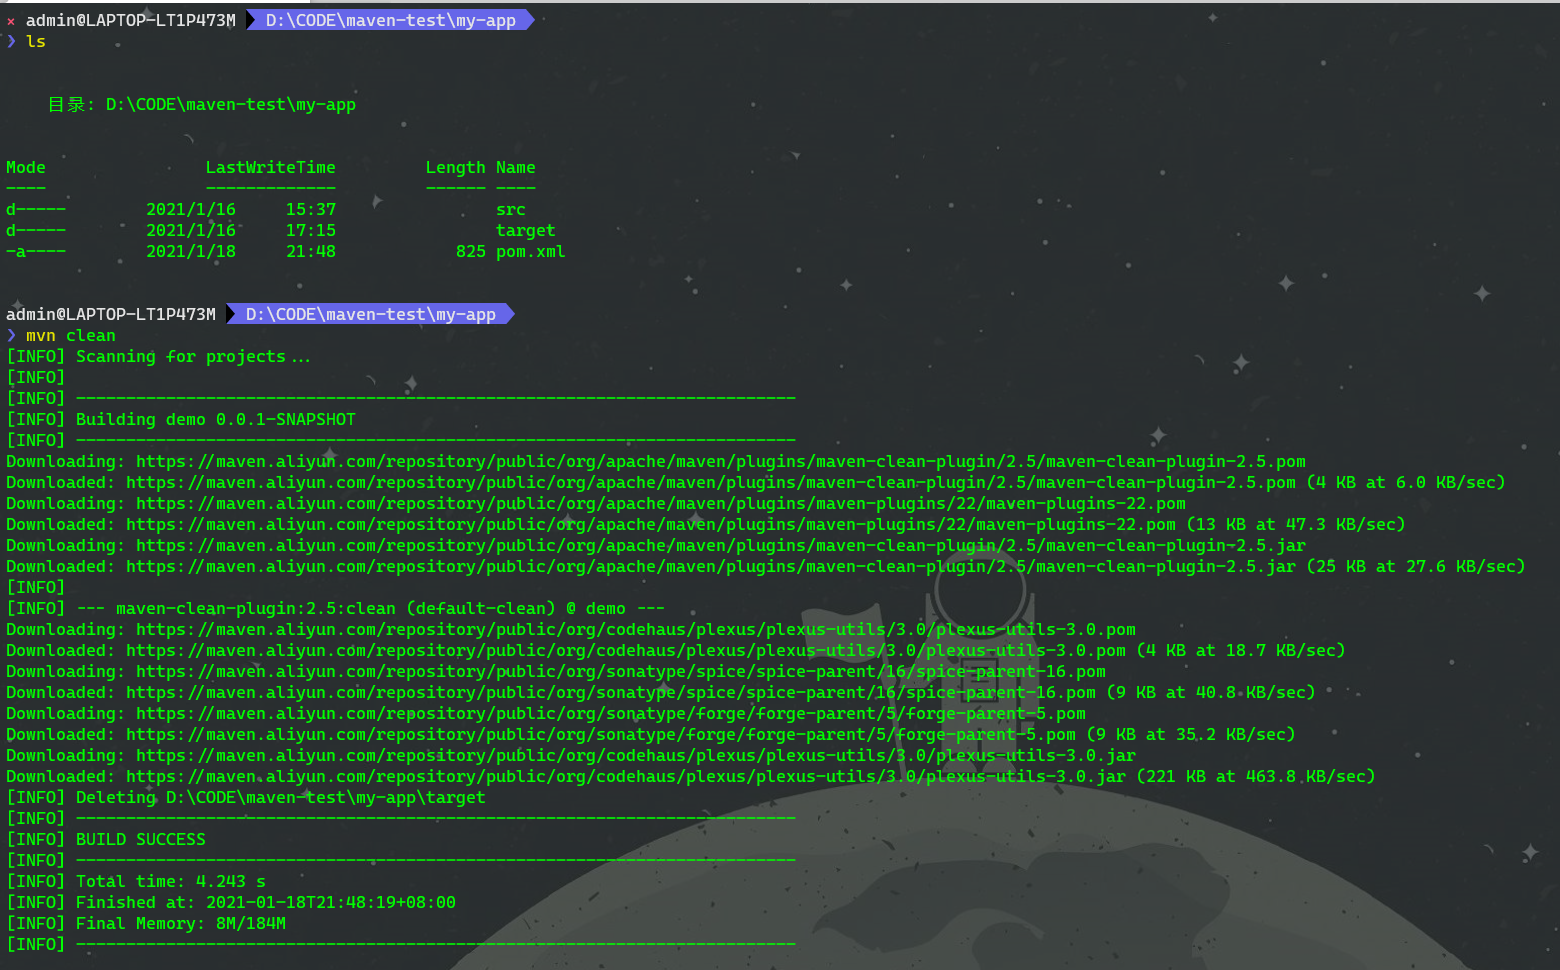 × admin@LAPTOP-LT1P473M D:\CODE\maven-test\my-app
❯ ls
目录: D:\CODE\maven-test\my-app
Mode LastWriteTime Length Name
---- ------------- ------ ----
d----- 2021/1/16 15:37 src
d----- 2021/1/16 17:15 target
-a---- 2021/1/18 21:48 825 pom.xml
admin@LAPTOP-LT1P473M D:\CODE\maven-test\my-app
❯ mvn clean
[INFO] Scanning for projects...
[INFO]
[INFO] ------------------------------------------------------------------------
[INFO] Building demo 0.0.1-SNAPSHOT
[INFO] ------------------------------------------------------------------------
Downloading: https://maven.aliyun.com/repository/public/org/apache/maven/plugins/maven-clean-plugin/2.5/maven-clean-plugin-2.5.pom
Downloaded: https://maven.aliyun.com/repository/public/org/apache/maven/plugins/maven-clean-plugin/2.5/maven-clean-plugin-2.5.pom (4 KB at 6.0 KB/sec)
Downloading: https://maven.aliyun.com/repository/public/org/apache/maven/plugins/maven-plugins/22/maven-plugins-22.pom
Downloaded: https://maven.aliyun.com/repository/public/org/apache/maven/plugins/maven-plugins/22/maven-plugins-22.pom (13 KB at 47.3 KB/sec)
Downloading: https://maven.aliyun.com/repository/public/org/apache/maven/plugins/maven-clean-plugin/2.5/maven-clean-plugin-2.5.jar
Downloaded: https://maven.aliyun.com/repository/public/org/apache/maven/plugins/maven-clean-plugin/2.5/maven-clean-plugin-2.5.jar (25 KB at 27.6 KB/sec)
[INFO]
[INFO] --- maven-clean-plugin:2.5:clean (default-clean) @ demo ---
Downloading: https://maven.aliyun.com/repository/public/org/codehaus/plexus/plexus-utils/3.0/plexus-utils-3.0.pom
Downloaded: https://maven.aliyun.com/repository/public/org/codehaus/plexus/plexus-utils/3.0/plexus-utils-3.0.pom (4 KB at 18.7 KB/sec)
Downloading: https://maven.aliyun.com/repository/public/org/sonatype/spice/spice-parent/16/spice-parent-16.pom
Downloaded: https://maven.aliyun.com/repository/public/org/sonatype/spice/spice-parent/16/spice-parent-16.pom (9 KB at 40.8 KB/sec)
Downloading: https://maven.aliyun.com/repository/public/org/sonatype/forge/forge-parent/5/forge-parent-5.pom
Downloaded: https://maven.aliyun.com/repository/public/org/sonatype/forge/forge-parent/5/forge-parent-5.pom (9 KB at 35.2 KB/sec)
Downloading: https://maven.aliyun.com/repository/public/org/codehaus/plexus/plexus-utils/3.0/plexus-utils-3.0.jar
Downloaded: https://maven.aliyun.com/repository/public/org/codehaus/plexus/plexus-utils/3.0/plexus-utils-3.0.jar (221 KB at 463.8 KB/sec)
[INFO] Deleting D:\CODE\maven-test\my-app\target
[INFO] ------------------------------------------------------------------------
[INFO] BUILD SUCCESS
[INFO] ------------------------------------------------------------------------
[INFO] Total time: 4.243 s
[INFO] Finished at: 2021-01-18T21:48:19+08:00
[INFO] Final Memory: 8M/184M
[INFO] ------------------------------------------------------------------------